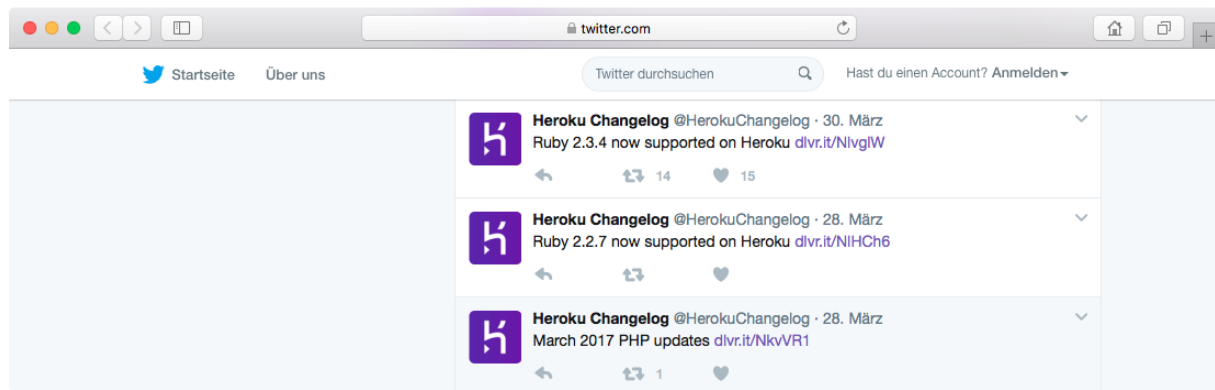 twitter.com
Startseite Über uns Twitter durchsuchen Hast du einen Account? Anmelden
Heroku Changelog @HerokuChangelog · 30. März
Ruby 2.3.4 now supported on Heroku dlvr.it/NlvglW
14 15
Heroku Changelog @HerokuChangelog · 28. März
Ruby 2.2.7 now supported on Heroku dlvr.it/NlHCh6
Heroku Changelog @HerokuChangelog · 28. März
March 2017 PHP updates dlvr.it/NkvVR1
1